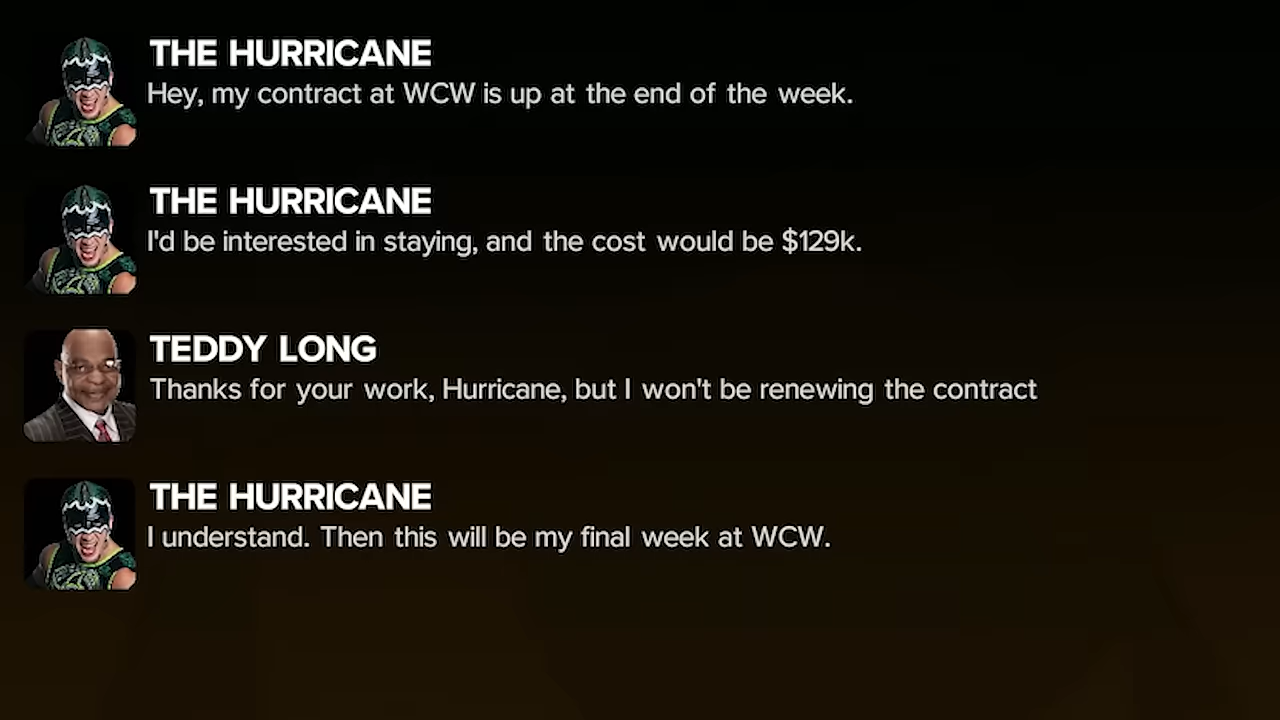 THE HURRICANE
Hey, my contract at WCW is up at the end of the week.
THE HURRICANE
I'd be interested in staying, and the cost would be $129k.
TEDDY LONG
Thanks for your work, Hurricane, but I won't be renewing the contract
THE HURRICANE
I understand. Then this will be my final week at WCW.